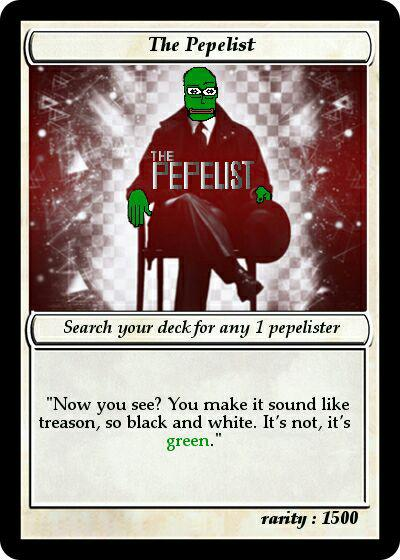 The Pepelist
THE
PEPELIST
Search your deck for any 1 pepelister
"Now you see? You make it sound like
treason, so black and white. It's not, it's
green."
rarity : 1500